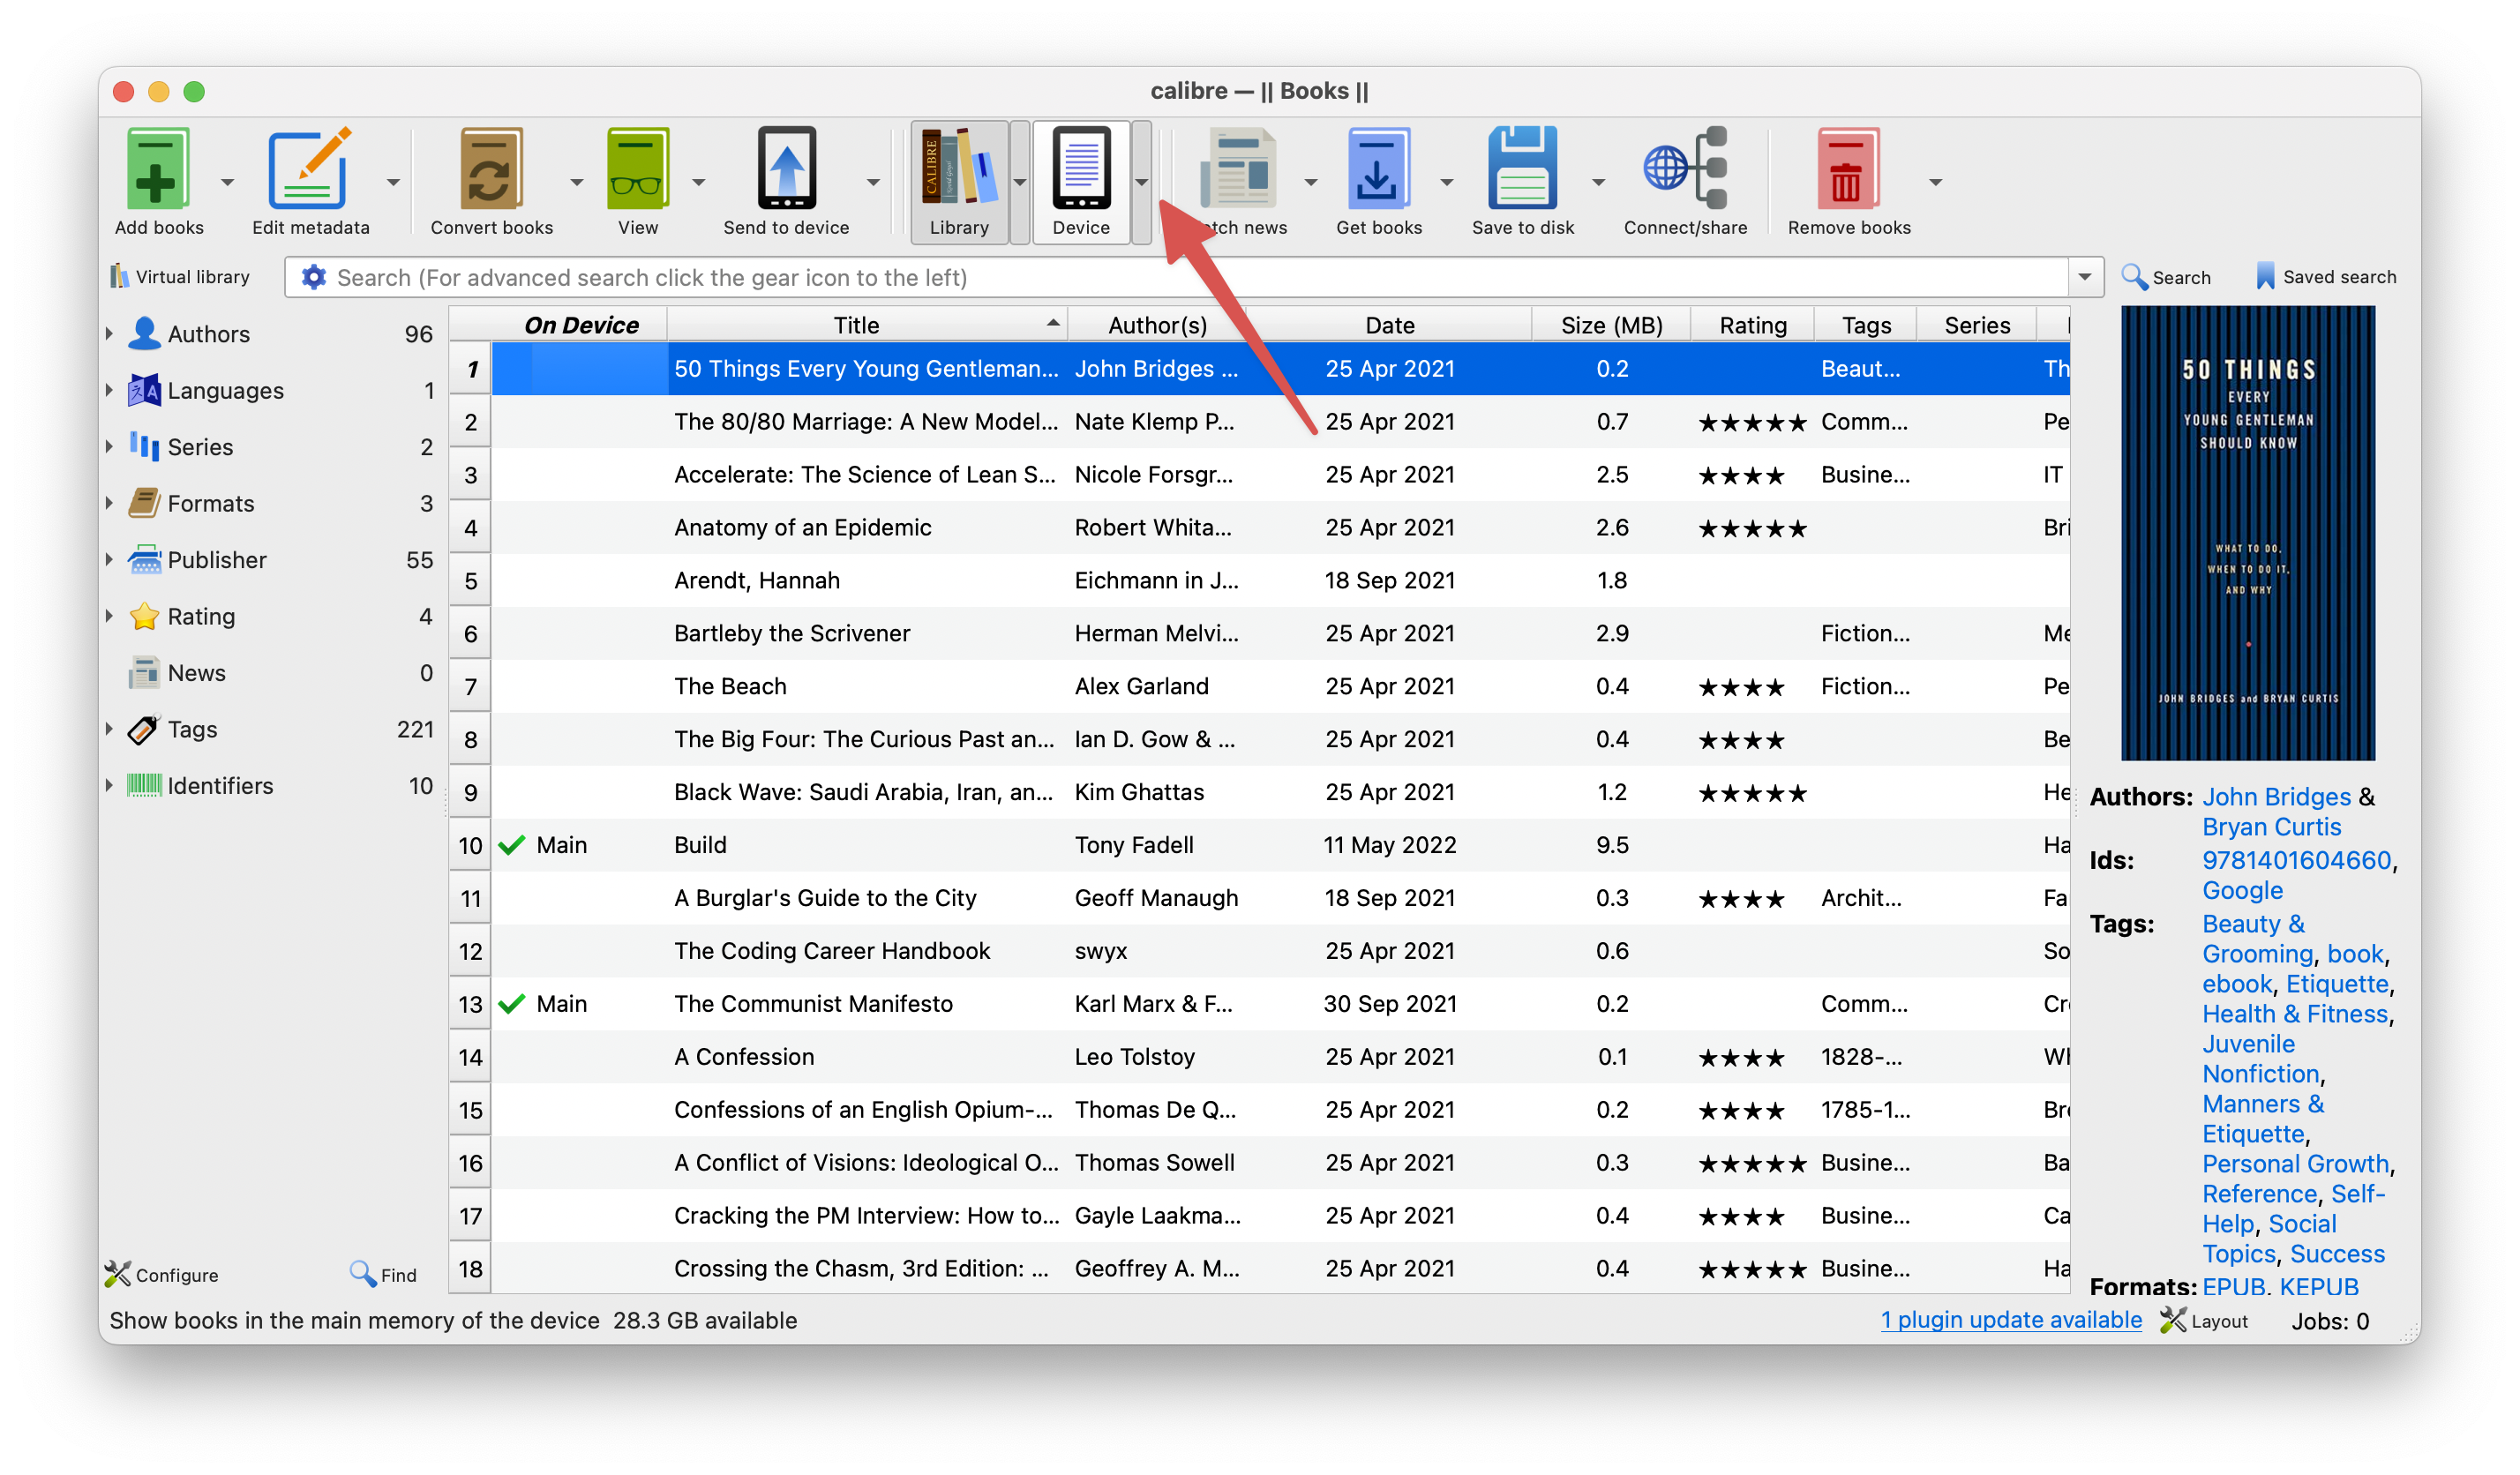 calibre — || Books ||
Add books
Edit metadata
Convert books
View
Send to device
CALIBRE
Library
Device
tch news
Get books
Save to disk
Connect/share
Remove books
Virtual library
Search (For advanced search click the gear icon to the left)
Search
Saved search
Authors 96
Languages 1
Series 2
Formats 3
Publisher 55
Rating 4
News 0
Tags 221
Identifiers 10
Configure
Find
On Device Title Author(s) Date Size (MB) Rating Tags Series
1 50 Things Every Young Gentleman... John Bridges ... 25 Apr 2021 0.2 Beaut... Th
2 The 80/80 Marriage: A New Model... Nate Klemp P... 25 Apr 2021 0.7 ★★★★★ Comm... Pe
3 Accelerate: The Science of Lean S... Nicole Forsgr... 25 Apr 2021 2.5 ★★★★ Busine... IT
4 Anatomy of an Epidemic Robert Whita... 25 Apr 2021 2.6 ★★★★★ Bri
5 Arendt, Hannah Eichmann in J... 18 Sep 2021 1.8
6 Bartleby the Scrivener Herman Melvi... 25 Apr 2021 2.9 Fiction... Me
7 The Beach Alex Garland 25 Apr 2021 0.4 ★★★★ Fiction... Pe
8 The Big Four: The Curious Past an... Ian D. Gow & ... 25 Apr 2021 0.4 ★★★★ Be
9 Black Wave: Saudi Arabia, Iran, an... Kim Ghattas 25 Apr 2021 1.2 ★★★★★ He
10 Main Build Tony Fadell 11 May 2022 9.5 Ha
11 A Burglar's Guide to the City Geoff Manaugh 18 Sep 2021 0.3 ★★★★ Archit... Fa
12 The Coding Career Handbook swyx 25 Apr 2021 0.6 So
13 Main The Communist Manifesto Karl Marx & F... 30 Sep 2021 0.2 Comm... Cr
14 A Confession Leo Tolstoy 25 Apr 2021 0.1 ★★★★ 1828-... Wh
15 Confessions of an English Opium-... Thomas De Q... 25 Apr 2021 0.2 ★★★★ 1785-1... Bro
16 A Conflict of Visions: Ideological O... Thomas Sowell 25 Apr 2021 0.3 ★★★★★ Busine... Ba
17 Cracking the PM Interview: How to... Gayle Laakma... 25 Apr 2021 0.4 ★★★★ Busine... Ca
18 Crossing the Chasm, 3rd Edition: ... Geoffrey A. M... 25 Apr 2021 0.4 ★★★★★ Busine... Ha
50 THINGS
EVERY
YOUNG GENTLEMAN
SHOULD KNOW
WHAT TO DO,
WHEN TO DO IT,
AND WHY
JOHN BRIDGES and BRYAN CURTIS
Authors: John Bridges &
Bryan Curtis
Ids: 9781401604660,
Google
Tags: Beauty &
Grooming, book,
ebook, Etiquette,
Health & Fitness,
Juvenile
Nonfiction,
Manners &
Etiquette,
Personal Growth,
Reference, Self-
Help, Social
Topics, Success
Formats: EPUB, KEPUB
Show books in the main memory of the device 28.3 GB available
1 plugin update available
Layout
Jobs: 0